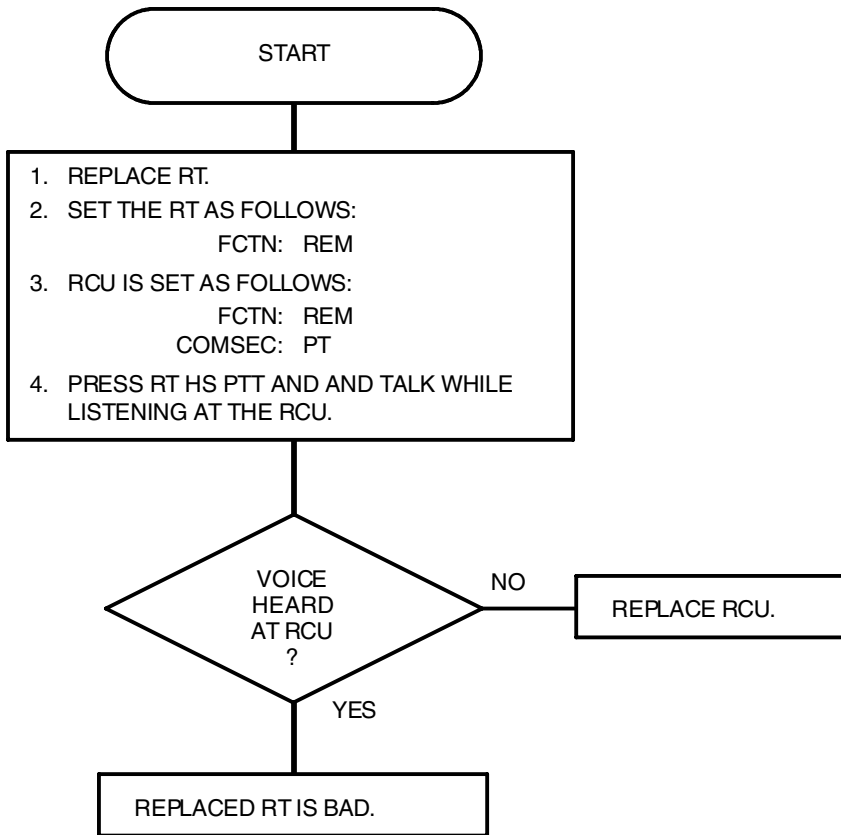 START
1. REPLACE RT.
2. SET THE RT AS FOLLOWS:
FCTN: REM
3. RCU IS SET AS FOLLOWS:
FCTN: REM
COMSEC: PT
4. PRESS RT HS PTT AND AND TALK WHILE
LISTENING AT THE RCU.
VOICE
HEARD
AT RCU
?
NO
REPLACE RCU.
YES
REPLACED RT IS BAD.